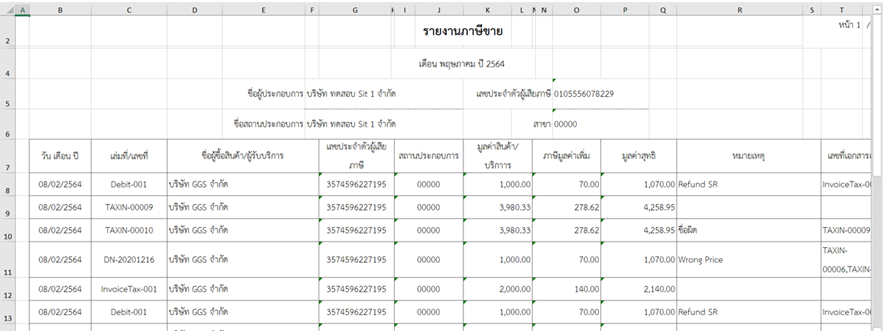 A B C D E F G H I J K L M N O P Q R S T
2 รายงานภาษีขาย หน้า 1 /
4 เดือน พฤษภาคม ปี 2564
5 ชื่อผู้ประกอบการ บริษัท ทดสอบ Sit 1 จำกัด เลขประจำตัวผู้เสียภาษี 0105556078229
6 ชื่อสถานประกอบการ บริษัท ทดสอบ Sit 1 จำกัด สาขา 00000
7 วัน เดือน ปี เล่มที่/เลขที่ ชื่อผู้ซื้อสินค้า/ผู้รับบริการ เลขประจำตัวผู้เสียภาษี สถานประกอบการ มูลค่าสินค้า/บริการ ภาษีมูลค่าเพิ่ม มูลค่าสุทธิ หมายเหตุ เลขที่เอกสาร
8 08/02/2564 Debit-001 บริษัท GGS จำกัด 3574596227195 00000 1,000.00 70.00 1,070.00 Refund SR InvoiceTax-0
9 08/02/2564 TAXIN-00009 บริษัท GGS จำกัด 3574596227195 00000 3,980.33 278.62 4,258.95
10 08/02/2564 TAXIN-00010 บริษัท GGS จำกัด 3574596227195 00000 3,980.33 278.62 4,258.95 ชื่อผิด TAXIN-00009
11 08/02/2564 DN-20201216 บริษัท GGS จำกัด 3574596227195 00000 1,000.00 70.00 1,070.00 Wrong Price TAXIN-00006,TAXIN-
12 08/02/2564 InvoiceTax-001 บริษัท GGS จำกัด 3574596227195 00000 2,000.00 140.00 2,140.00
13 08/02/2564 Debit-001 บริษัท GGS จำกัด 3574596227195 00000 1,000.00 70.00 1,070.00 Refund SR InvoiceTax-0